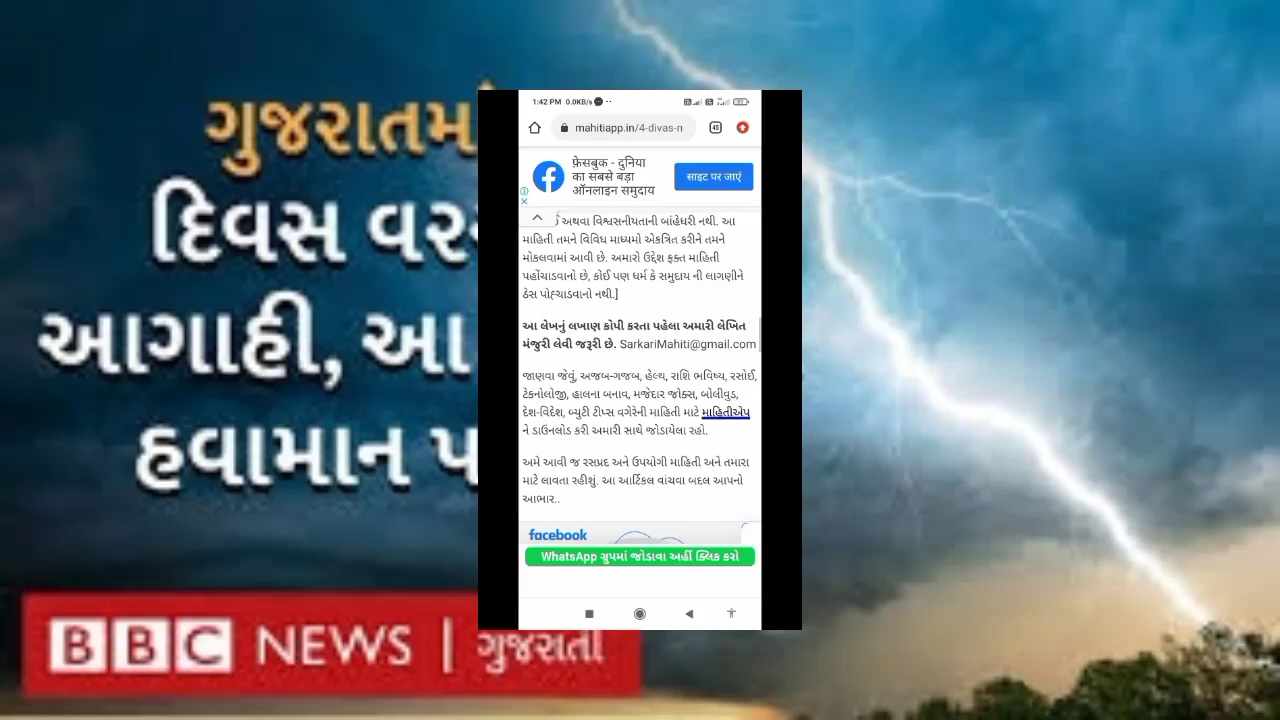 ગુજરાતમાં
દિવસ
આગાહી, આ
હવામાન
BBC NEWS | ગુજરાતી
1:42 PM 0.0KB/s
mahitiapp.in/4-divas-n
45
फ़ेसबुक - दुनिया
का सबसे बड़ा
ऑनलाइन समुदाय
साइट पर जाएं
અથવા વિશ્વસનીયતાની બાંહેધરી નથી. આ
માહિતી તમને વિવિધ માધ્યમો એકત્રિત કરીને તમને
મોકલવામાં આવી છે. અમારો ઉદ્દેશ ફક્ત માહિતી
પહોંચાડવાનો છે, કોઈ પણ ધર્મ કે સમુદાય ની લાગણીને
ઠેસ પોહ્ચાડવાનો નથી.]
આ લેખનું લખાણ કોપી કરતા પહેલા અમારી લેખિત
મંજુરી લેવી જરૂરી છે. SarkariMahiti@gmail.com
જાણવા જેવું, અજબ-ગજબ, હેલ્થ, રાશિ ભવિષ્ય, રસોઈ,
ટેકનોલોજી, હાલના બનાવ, મજેદાર જોક્સ, બોલીવુડ,
દેશ-વિદેશ, બ્યુટી ટીપ્સ વગેરેની માહિતી માટે માહિતીએપ
ને ડાઉનલોડ કરી અમારી સાથે જોડાયેલા રહો.
અમે આવી જ રસપ્રદ અને ઉપયોગી માહિતી અને તમારા
માટે લાવતા રહીશું. આ આર્ટિકલ વાંચવા બદલ આપનો
આભાર..
facebook
WhatsApp ગ્રુપમાં જોડાવા અહીં ક્લિક કરો